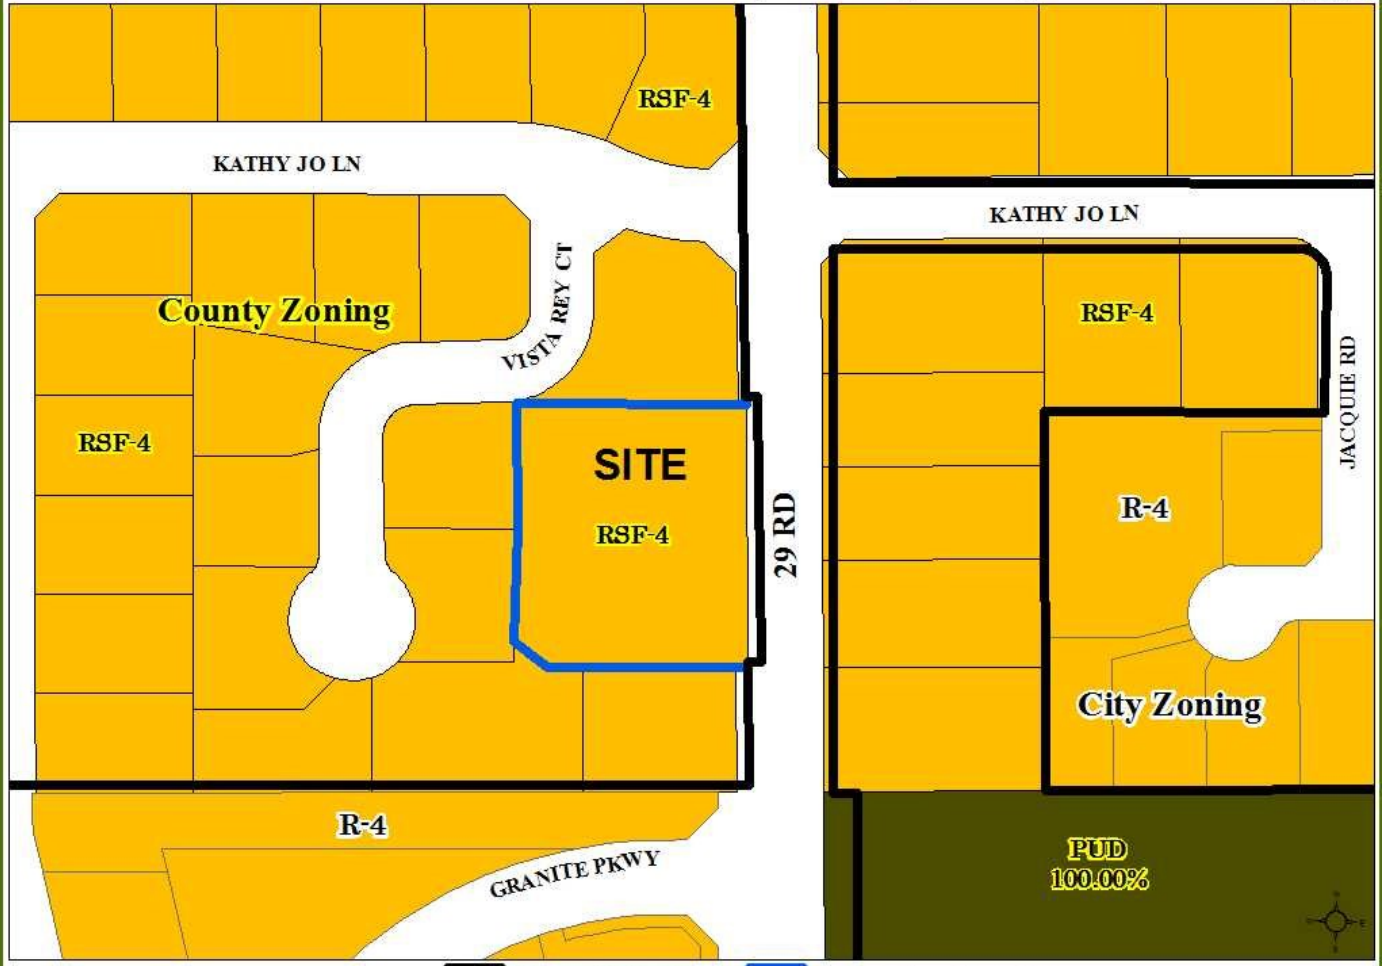 RSF-4
KATHY JO LN
KATHY JO LN
VISTA REY CT
County Zoning
RSF-4
JACQUIE RD
RSF-4
SITE
RSF-4
29 RD
R-4
City Zoning
R-4
GRANITE PKWY
PUD
100.00%
E